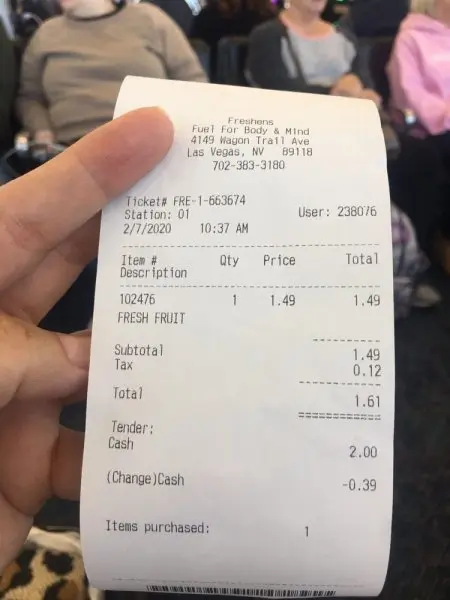 Freshens
Fuel For Body & Mind
4149 Wagon Trail Ave
Las Vegas, NV 89118
702-383-3180
Ticket# FRE-1-663674
Station: 01 User: 238076
2/7/2020 10:37 AM
Item # Qty Price Total
Description
102476 1 1.49 1.49
FRESH FRUIT
Subtotal 1.49
Tax 0.12
Total 1.61
Tender:
Cash 2.00
(Change)Cash -0.39
Items purchased: 1